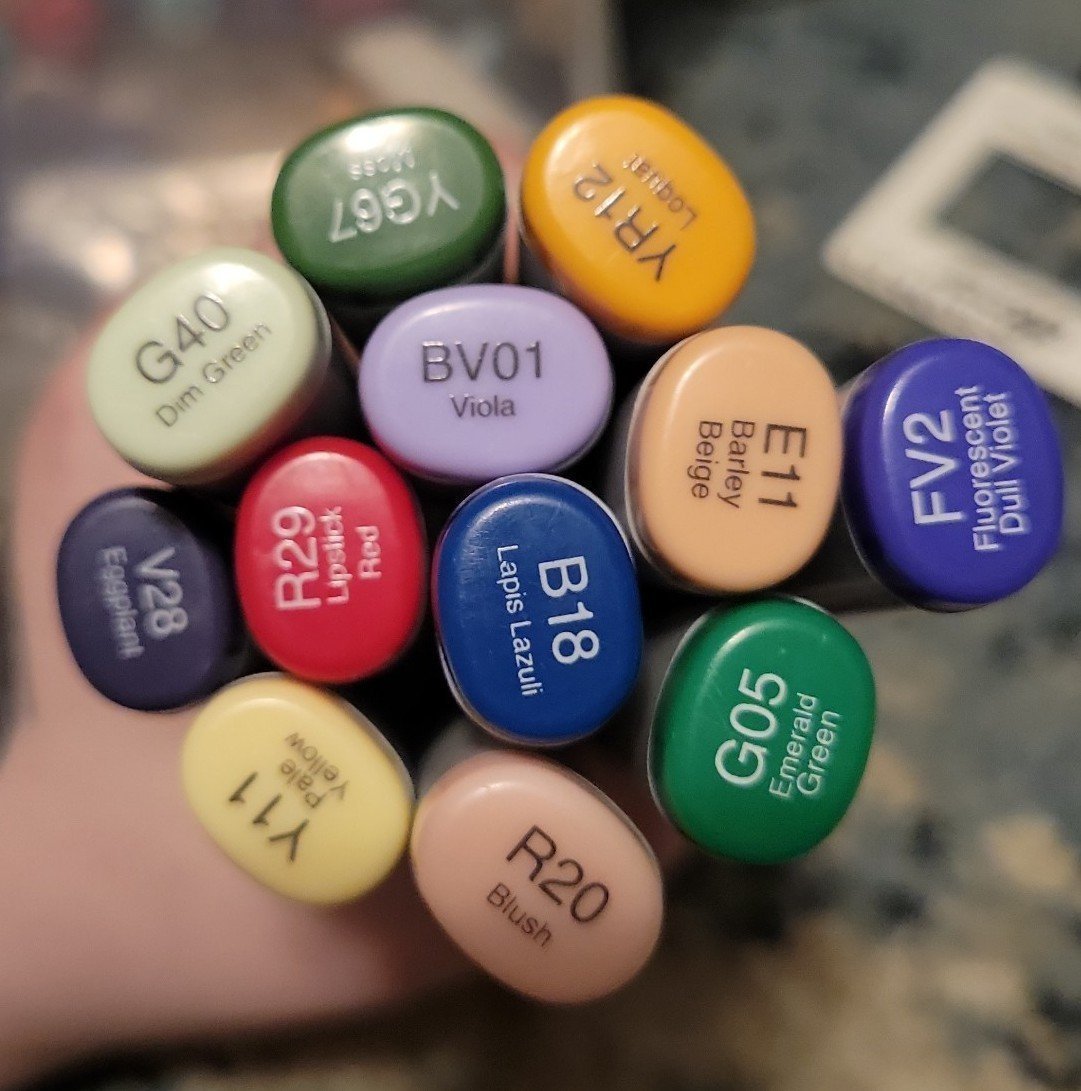 YG67
Moss
YR12
Loquat
G40
Dim Green
BV01
Viola
E11
Barley
Beige
FV2
Fluorescent
Dull Violet
V28
Eggplant
R29
Lipstick
Red
B18
Lapis Lazuli
G05
Emerald
Green
Y11
Pale
Yellow
R20
Blush